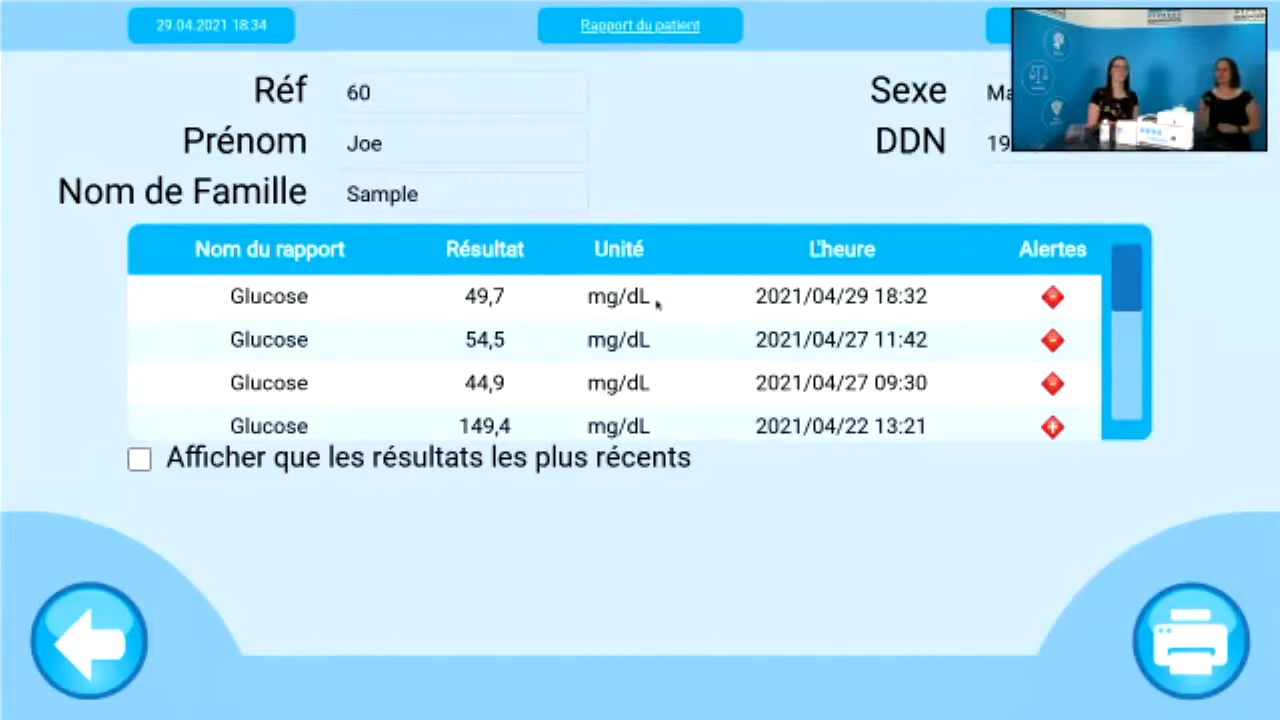 29.04.2021 18:34
Rapport du patient
Réf 60
Sexe
Prénom Joe
DDN
Nom de Famille Sample
Nom du rapport Résultat Unité L'heure Alertes
Glucose 49,7 mg/dL 2021/04/29 18:32
Glucose 54,5 mg/dL 2021/04/27 11:42
Glucose 44,9 mg/dL 2021/04/27 09:30
Glucose 149,4 mg/dL 2021/04/22 13:21
Afficher que les résultats les plus récents